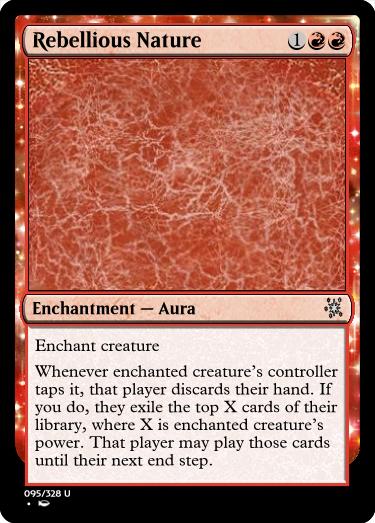 Rebellious Nature 1
Enchantment — Aura
Enchant creature
Whenever enchanted creature's controller
taps it, that player discards their hand. If
you do, they exile the top X cards of their
library, where X is enchanted creature's
power. That player may play those cards
until their next end step.
095/328 U